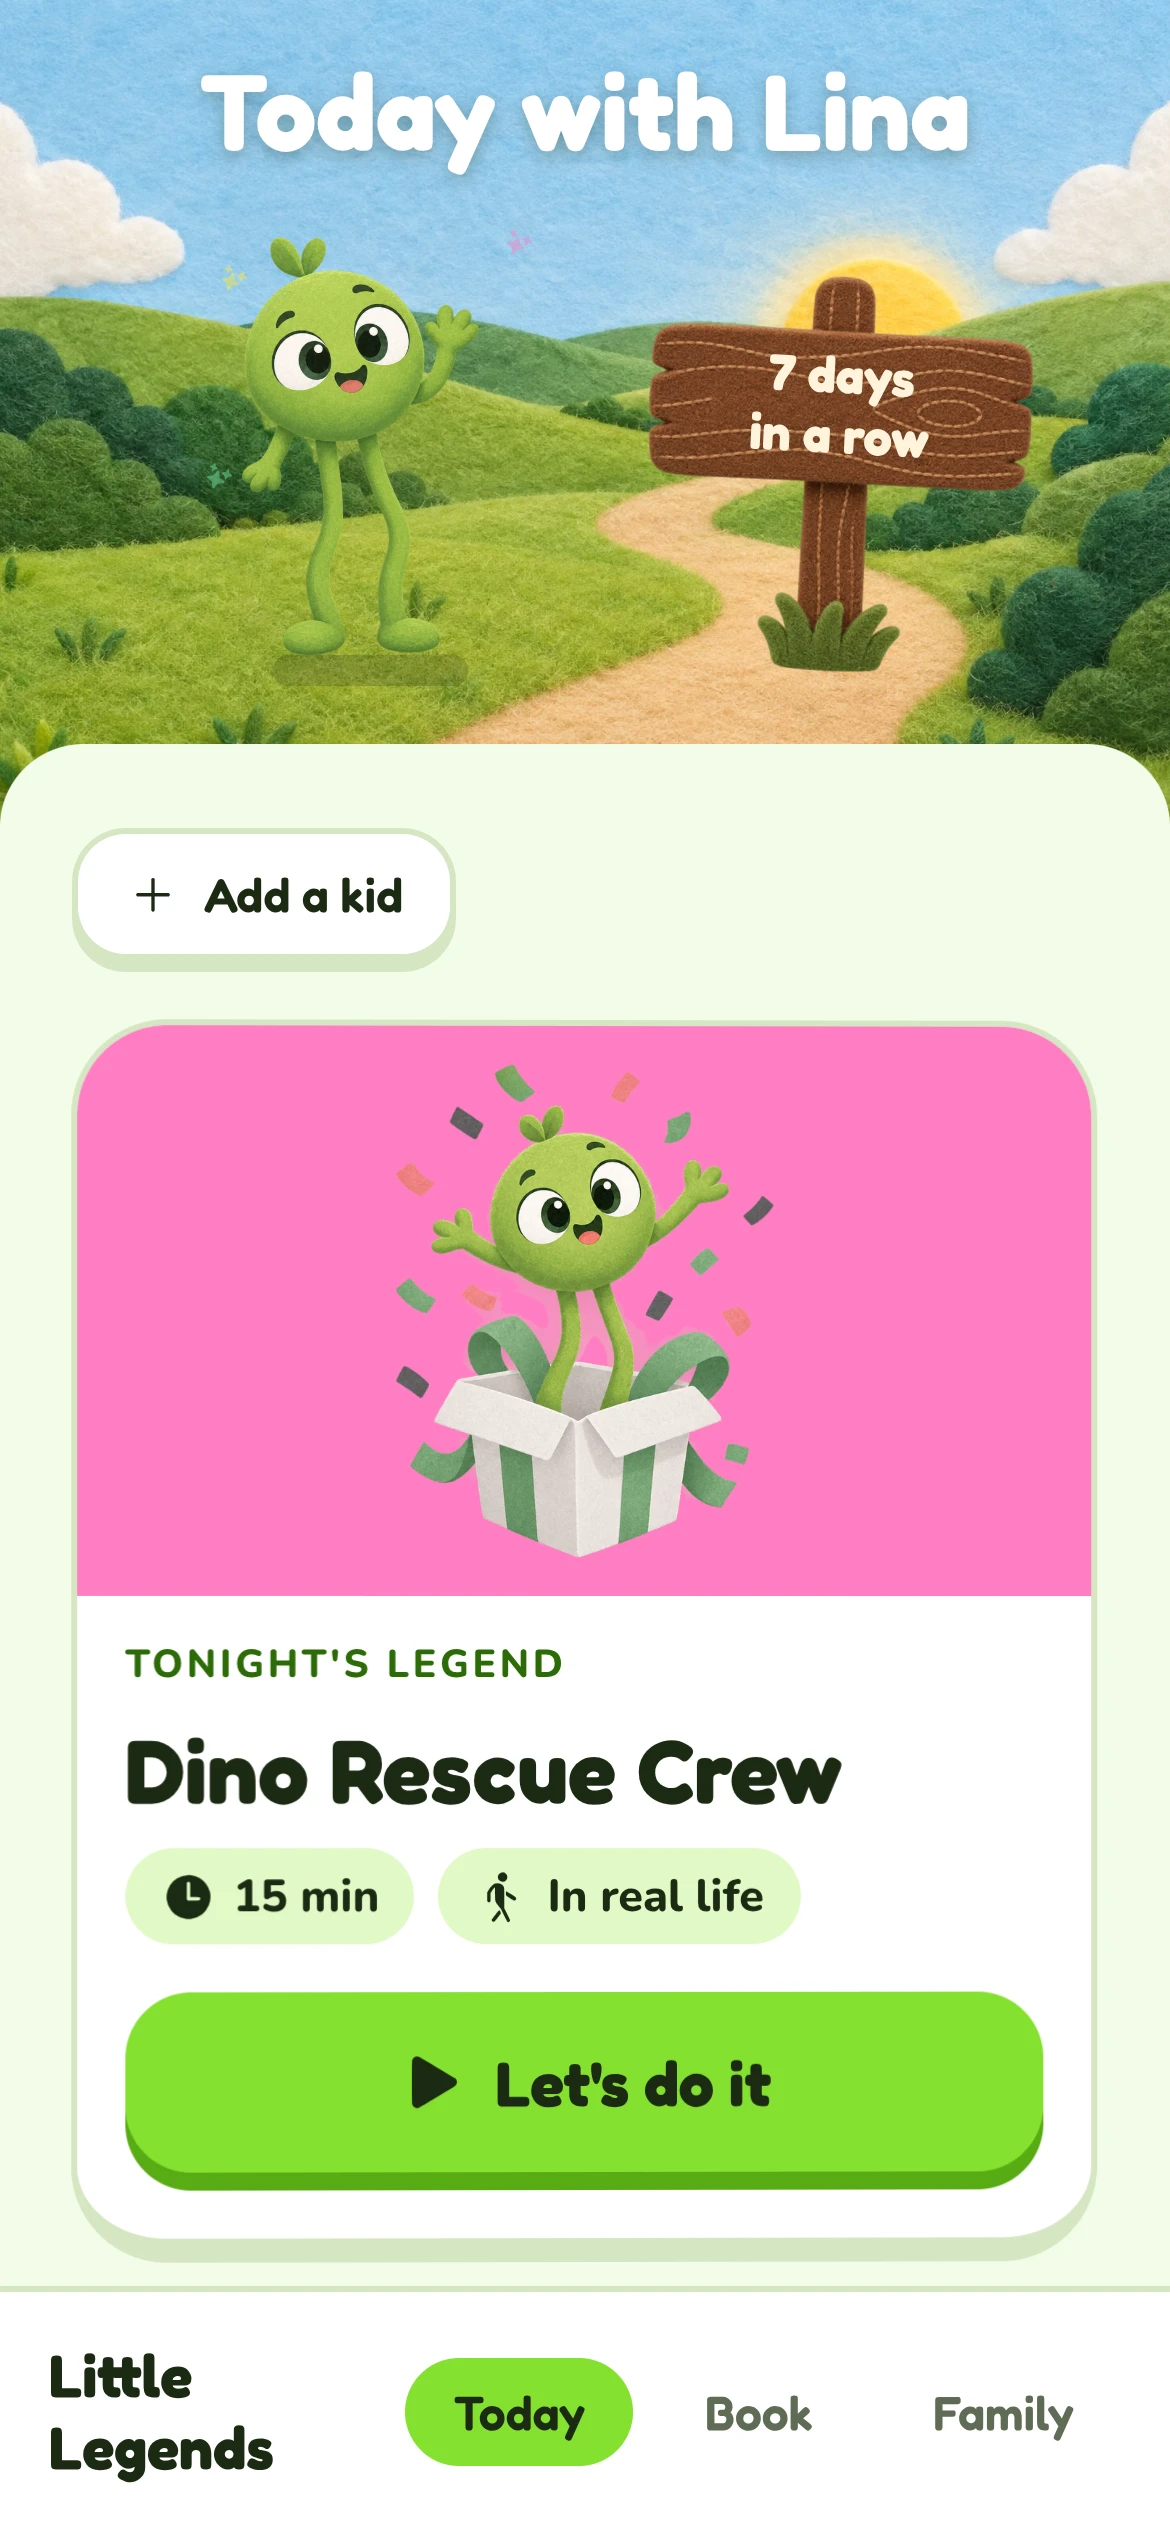 Today with Lina
7 days
in a row
Add a kid
TONIGHT'S LEGEND
Dino Rescue Crew
15 min
In real life
Let's do it
Little
Legends
Today
Book
Family